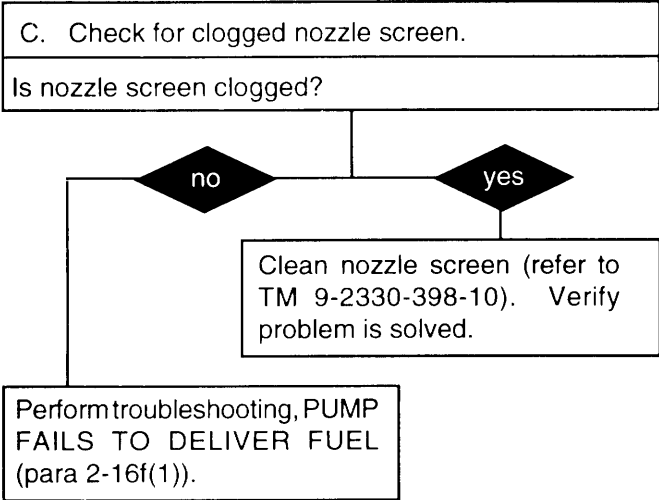 C. Check for clogged nozzle screen.
Is nozzle screen clogged?
no
yes
Clean nozzle screen (refer to
TM 9-2330-398-10). Verify
problem is solved.
Perform troubleshooting, PUMP
FAILS TO DELIVER FUEL
(para 2-16f(1)).